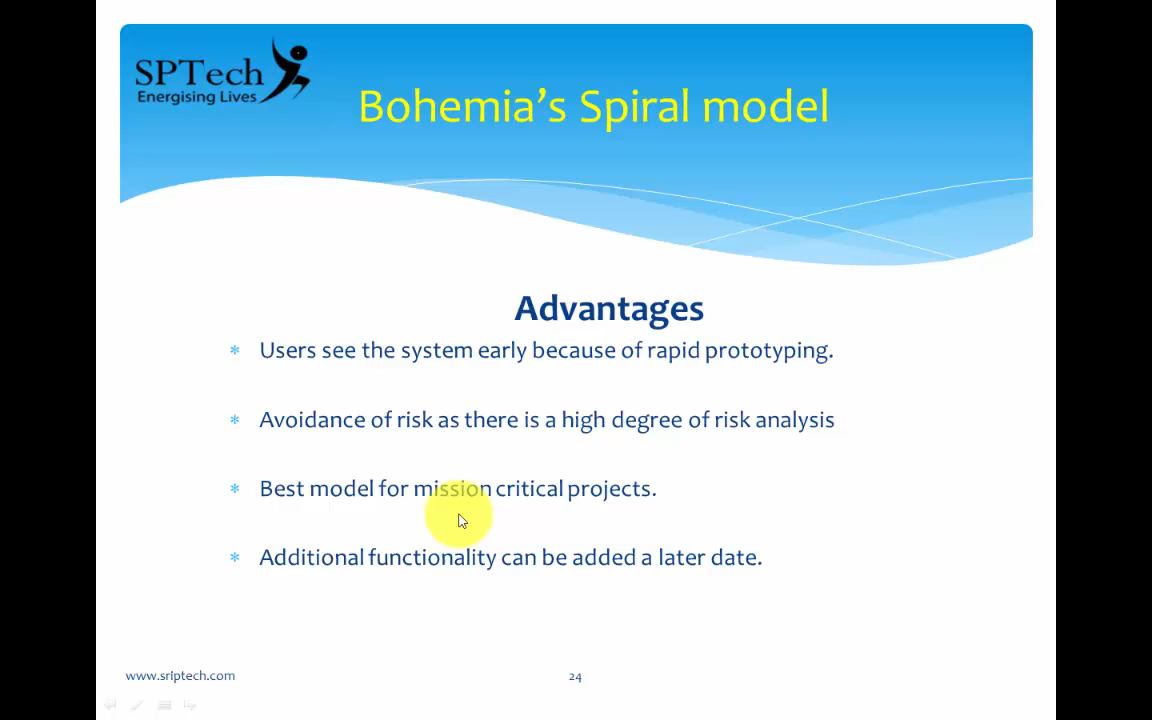 SPTech
Energising Lives
Bohemia's Spiral model
Advantages
* Users see the system early because of rapid prototyping.
* Avoidance of risk as there is a high degree of risk analysis
* Best model for mission critical projects.
* Additional functionality can be added a later date.
www.sriptech.com
24